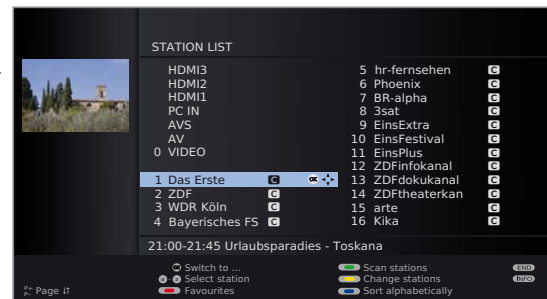 STATION LIST
HDMI3
HDMI2
HDMI1
PC IN
AVS
AV
0 VIDEO
1 Das Erste C OK
2 ZDF C
3 WDR Köln C
4 Bayerisches FS C
5 hr-fernsehen C
6 Phoenix C
7 BR-alpha C
8 3sat C
9 EinsExtra C
10 EinsFestival C
11 EinsPlus C
12 ZDFinfokanal C
13 ZDFdokukanal C
14 ZDFtheaterkan C
15 arte C
16 Kika C
21:00-21:45 Urlaubsparadies - Toskana
OK Switch to ...
Select station
P+ P- Page
Favourites
Scan stations
Change stations
Sort alphabetically
END
INFO